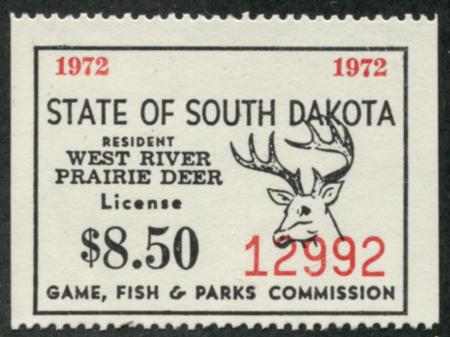 1972 1972
STATE OF SOUTH DAKOTA
RESIDENT
WEST RIVER
PRAIRIE DEER
License
$8.50 12992
GAME, FISH & PARKS COMMISSION